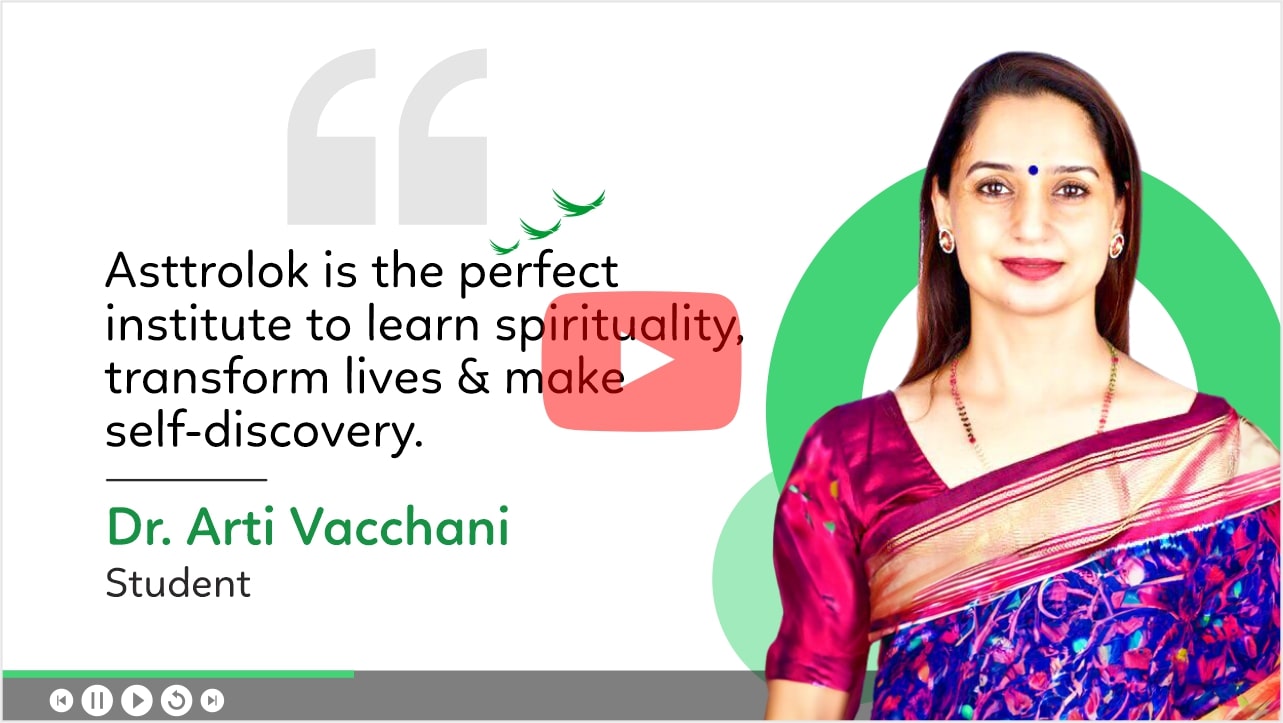 Asttrolok is the perfect
institute to learn spirituality,
transform lives & make
self-discovery.
Dr. Arti Vacchani
Student